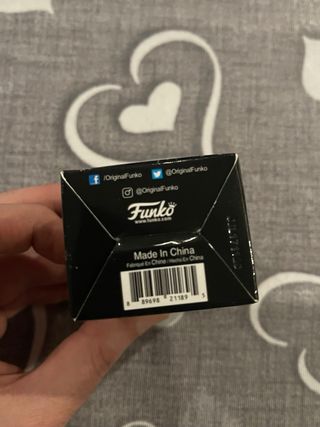 /OriginalFunko @OriginalFunko
@OriginalFunko
Funko
www.funko.com
Made In China
Fabriqué En Chine / Hecho En China
8 89698 21189 5